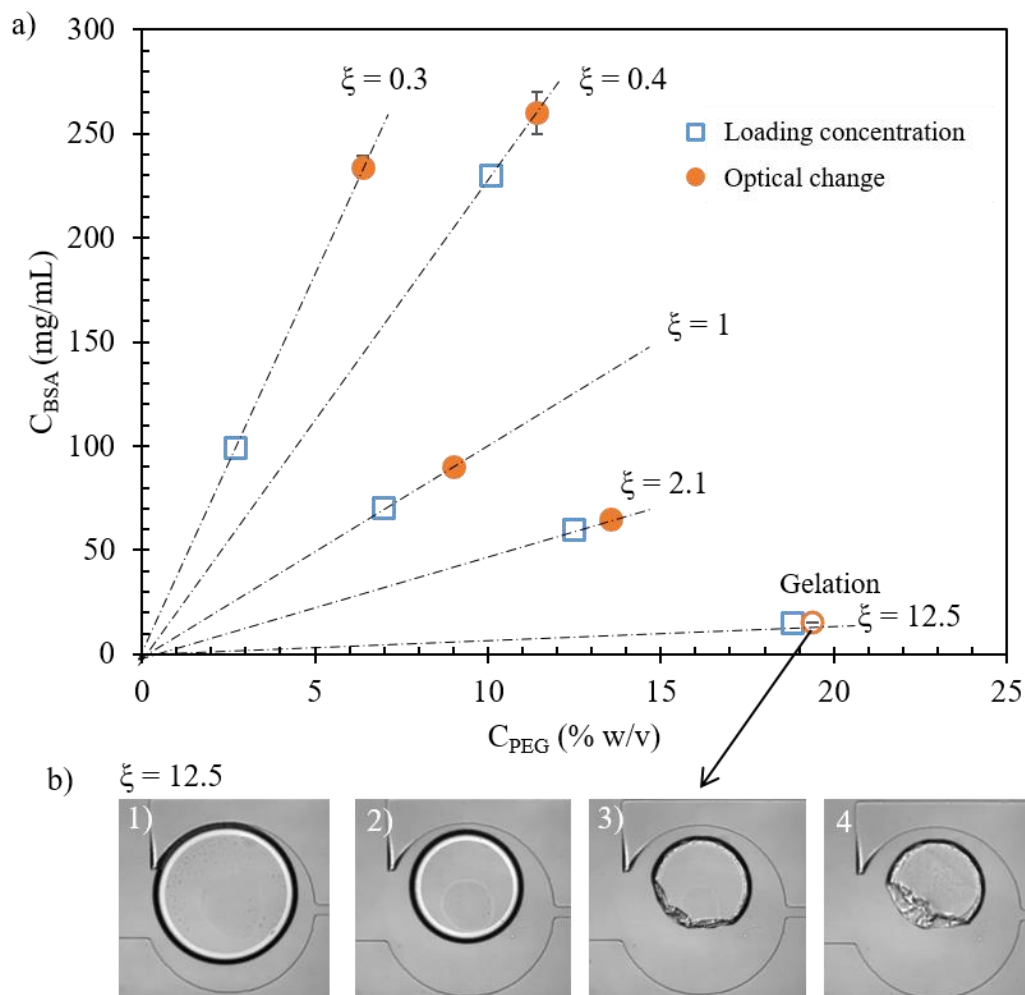 a)
300
250
200
150
100
50
0
C_BSA (mg/mL)
ξ = 0.3
ξ = 0.4
Loading concentration
Optical change
ξ = 1
ξ = 2.1
Gelation
ξ = 12.5
0 5 10 15 20 25
C_PEG (% w/v)
b)
ξ = 12.5
1) 2) 3) 4